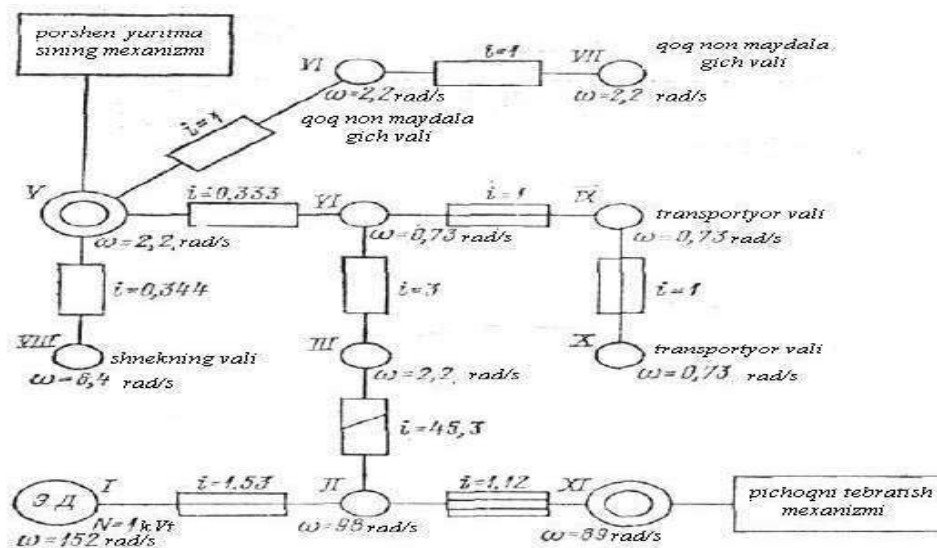 porshen yuritma
sining mexanizmi
VI
i=1
VII
qoq non maydala
gich vali
ω=2,2 rad/s
ω=2,2 rad/s
qoq non maydala
gich vali
V
i=0,333
VI
i=1
IX
transportyor vali
ω=2,2 rad/s
ω=0,73 rad/s
ω=0,73 rad/s
i=0,344
i=3
i=1
VIII
shnekning vali
III
X
transportyor vali
ω=6,4 rad/s
ω=2,2 rad/s
ω=0,73 rad/s
i=45,3
Э.Д
I
i=1.53
II
i=1,12
XI
pichoqni tebratish
mexanizmi
N=1 kVt
ω=152 rad/s
ω=98 rad/s
ω=89 rad/s